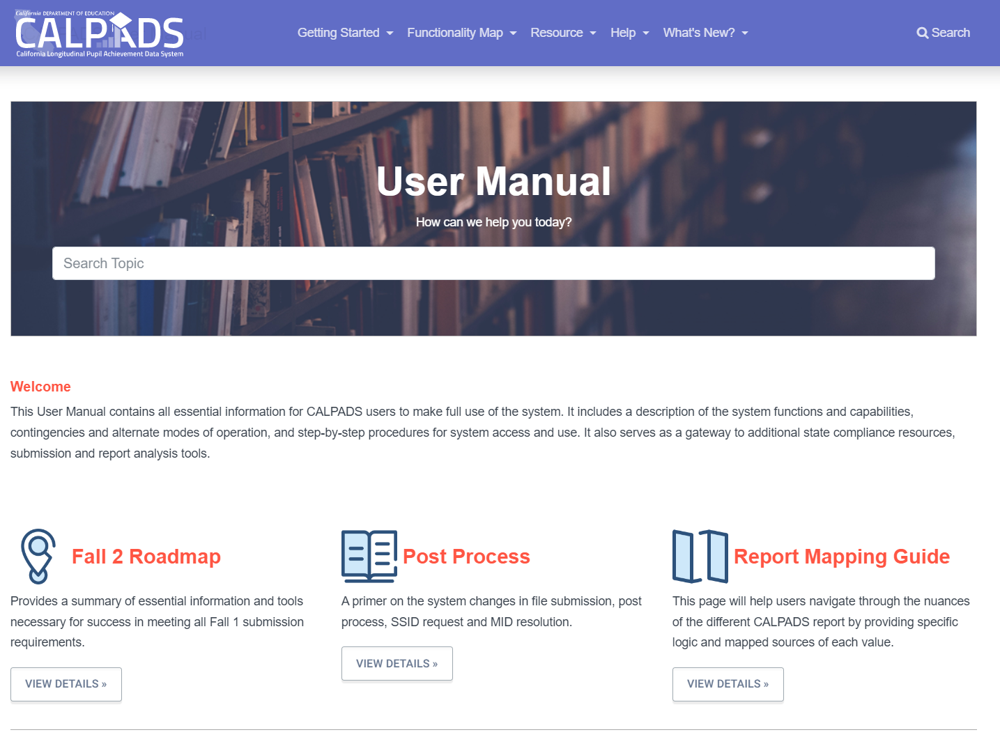 California DEPARTMENT OF EDUCATION
CALPADS
California Longitudinal Pupil Achievement Data System
Getting Started
Functionality Map
Resource
Help
What's New?
Search
User Manual
How can we help you today?
Search Topic
Welcome
This User Manual contains all essential information for CALPADS users to make full use of the system. It includes a description of the system functions and capabilities,
contingencies and alternate modes of operation, and step-by-step procedures for system access and use. It also serves as a gateway to additional state compliance resources,
submission and report analysis tools.
Fall 2 Roadmap
Provides a summary of essential information and tools
necessary for success in meeting all Fall 1 submission
requirements.
VIEW DETAILS »
Post Process
A primer on the system changes in file submission, post
process, SSID request and MID resolution.
VIEW DETAILS »
Report Mapping Guide
This page will help users navigate through the nuances
of the different CALPADS report by providing specific
logic and mapped sources of each value.
VIEW DETAILS »